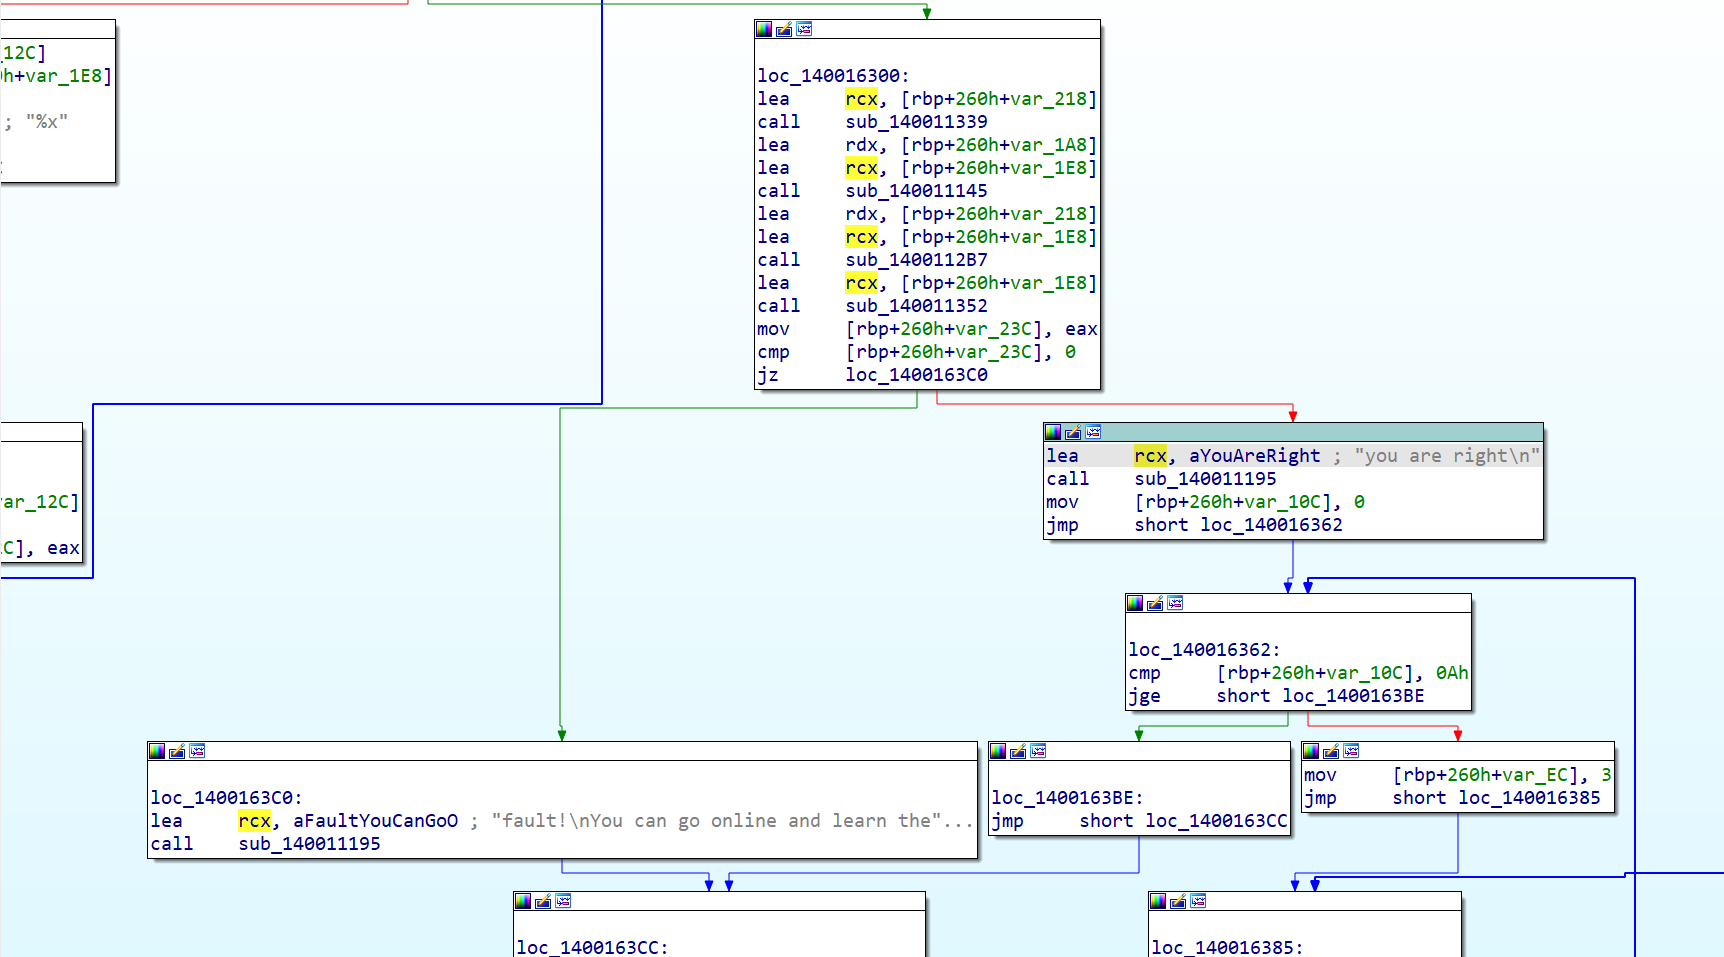 _12C]
h+var_1E8]
; "%x"
loc_140016300:
lea rcx, [rbp+260h+var_218]
call sub_140011339
lea rdx, [rbp+260h+var_1A8]
lea rcx, [rbp+260h+var_1E8]
call sub_140011145
lea rdx, [rbp+260h+var_218]
lea rcx, [rbp+260h+var_1E8]
call sub_1400112B7
lea rcx, [rbp+260h+var_1E8]
call sub_140011352
mov [rbp+260h+var_23C], eax
cmp [rbp+260h+var_23C], 0
jz loc_1400163C0
ar_12C]
C], eax
lea rcx, aYouAreRight ; "you are right\n"
call sub_140011195
mov [rbp+260h+var_10C], 0
jmp short loc_140016362
loc_140016362:
cmp [rbp+260h+var_10C], 0Ah
jge short loc_1400163BE
loc_1400163C0:
lea rcx, aFaultYouCanGoO ; "fault!\nYou can go online and learn the"...
call sub_140011195
loc_1400163BE:
jmp short loc_1400163CC
mov [rbp+260h+var_EC], 3
jmp short loc_140016385
loc_1400163CC:
loc_140016385: